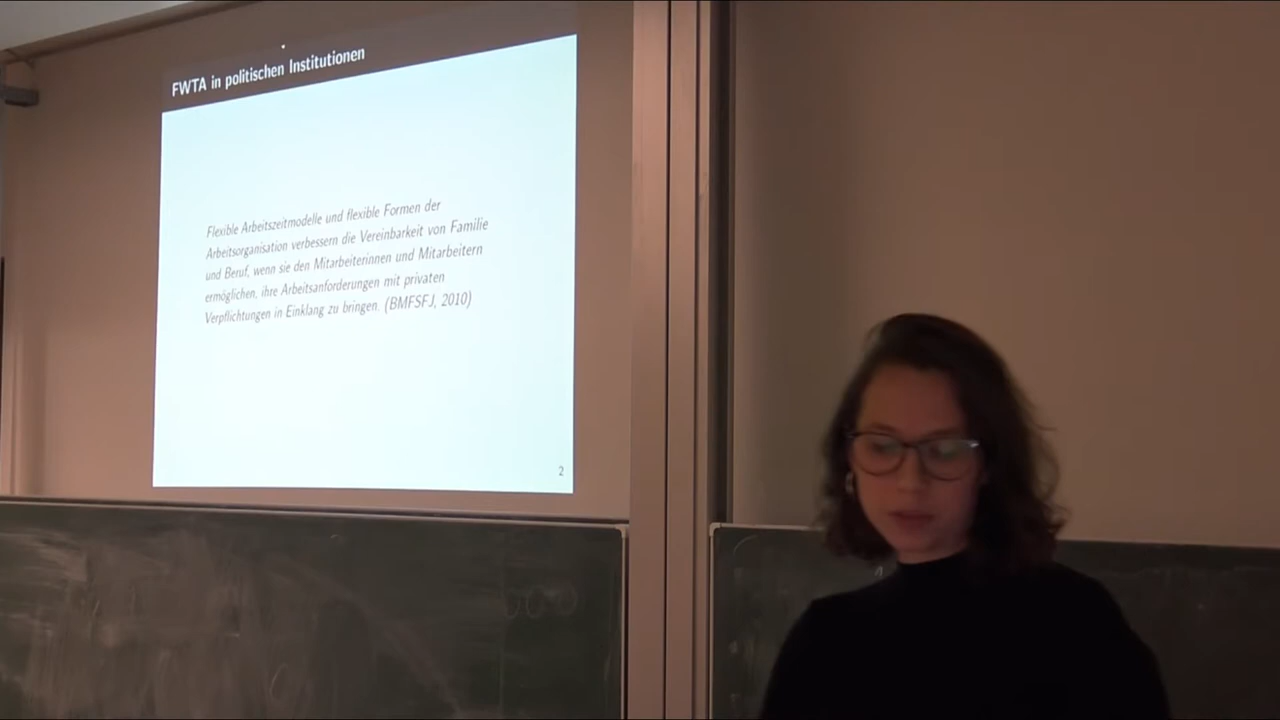 FWTA in politischen Institutionen
Flexible Arbeitszeitmodelle und flexible Formen der
Arbeitsorganisation verbessern die Vereinbarkeit von Familie
und Beruf, wenn sie den Mitarbeiterinnen und Mitarbeitern
ermöglichen, ihre Arbeitsanforderungen mit privaten
Verpflichtungen in Einklang zu bringen. (BMFSFJ, 2010)
2